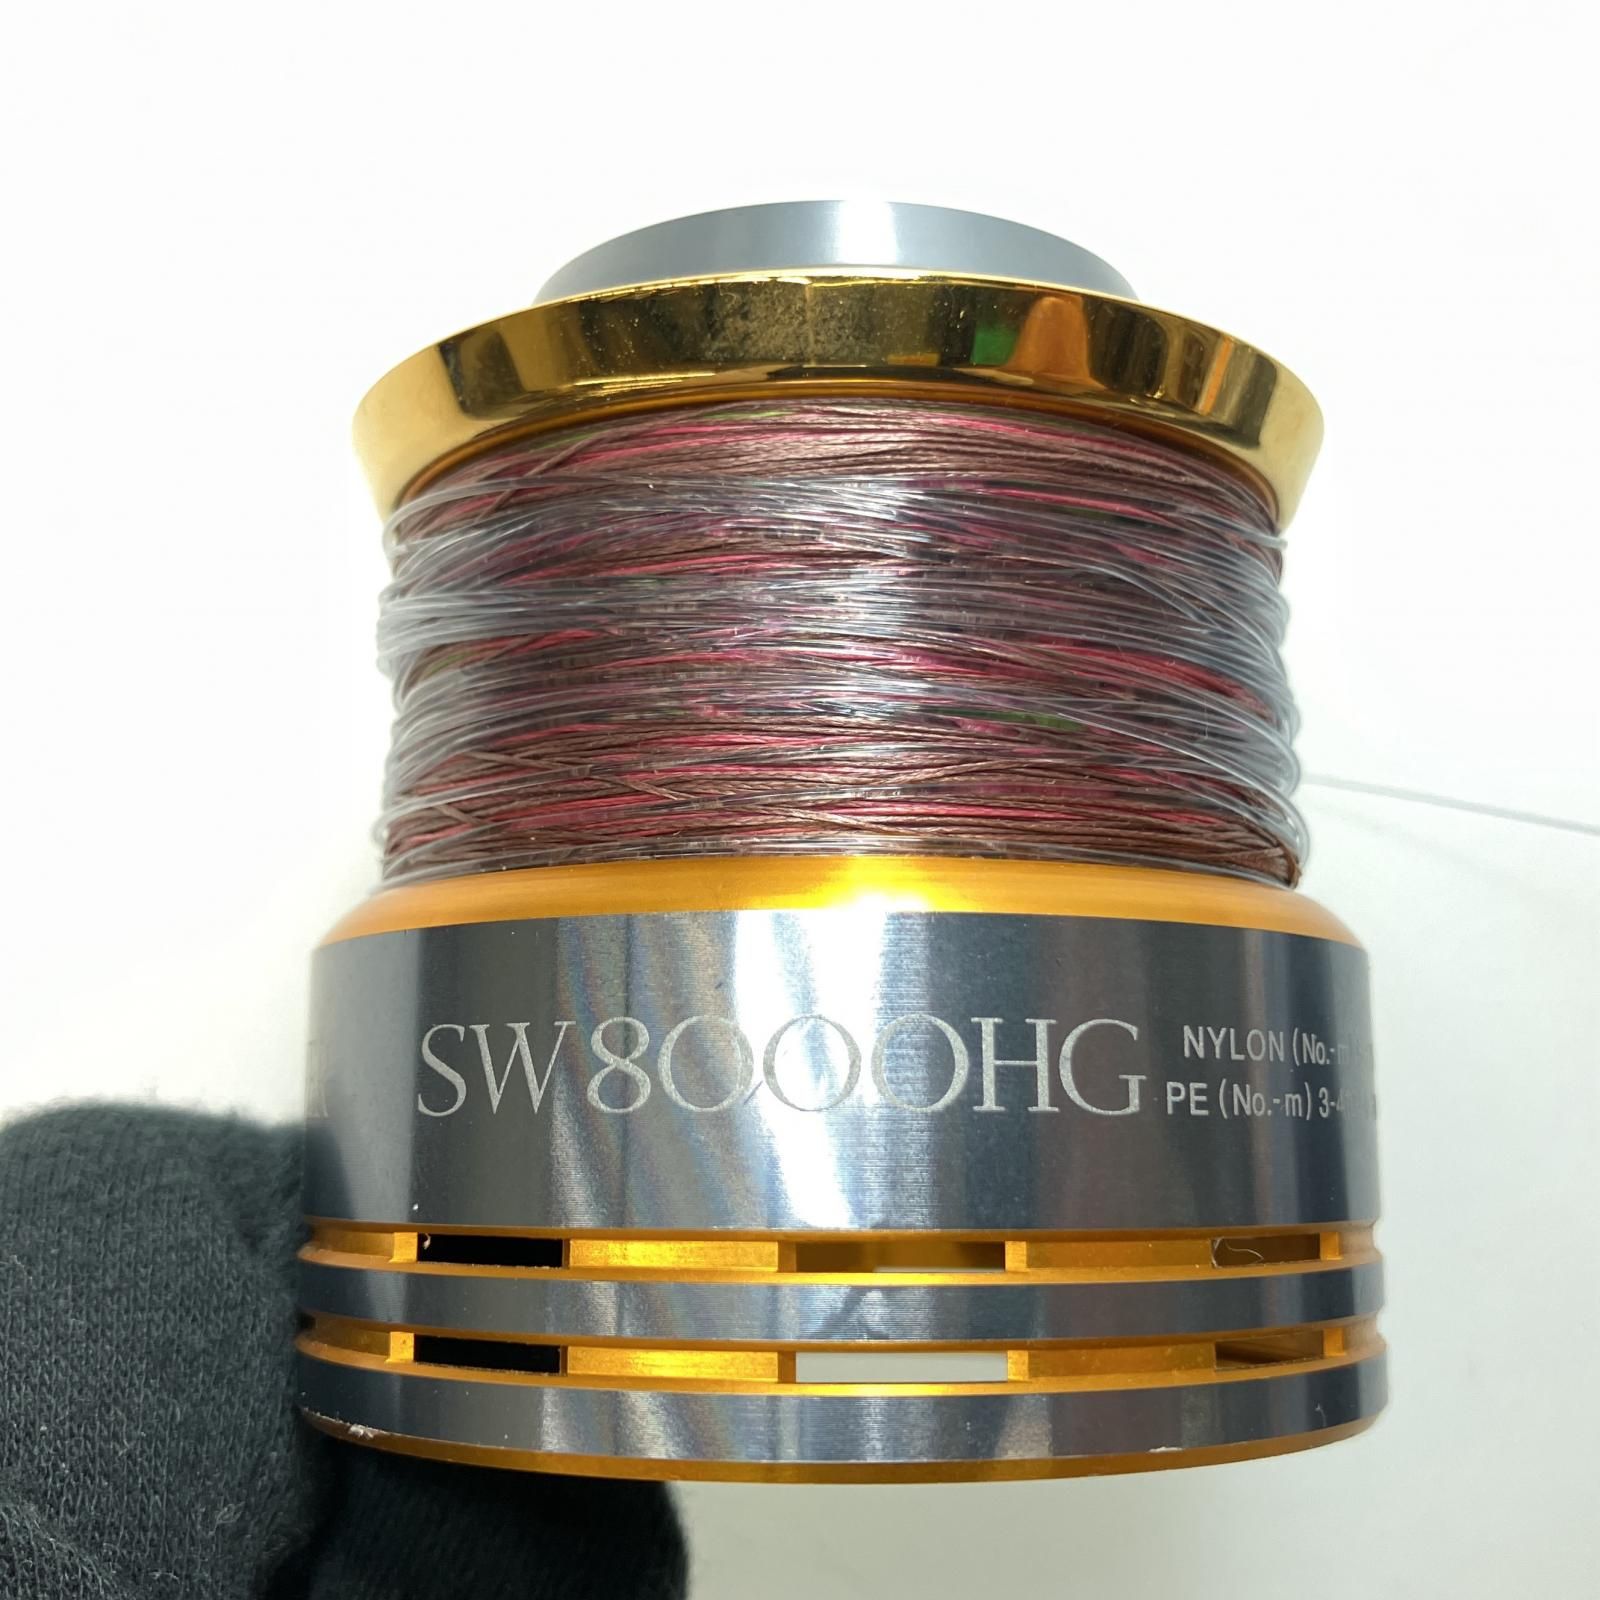 SW8000HG
NYLON (No.-m)
PE (No.-m) 3-4